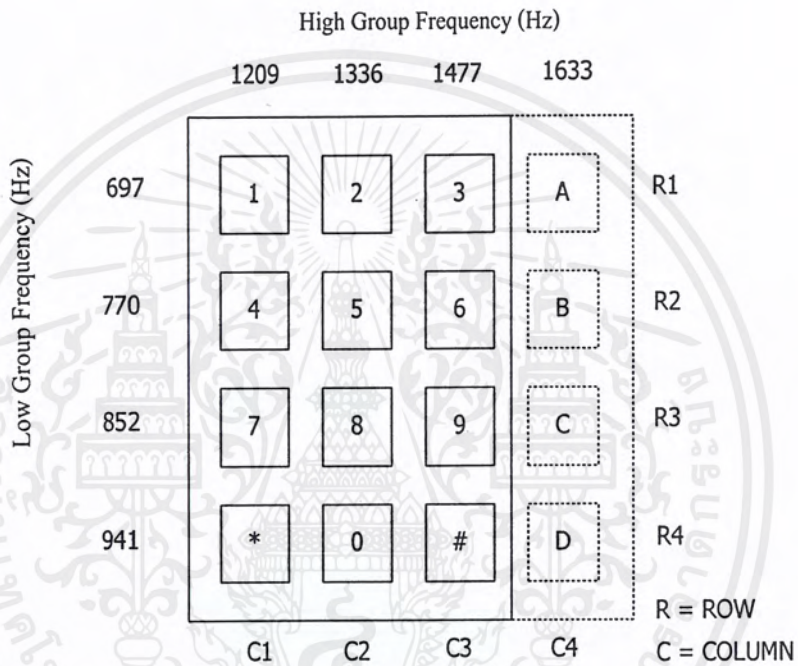 High Group Frequency (Hz)
1209 1336 1477 1633
Low Group Frequency (Hz)
697 1 2 3 A R1
770 4 5 6 B R2
852 7 8 9 C R3
941 * 0 # D R4
R = ROW
C1 C2 C3 C4 C = COLUMN